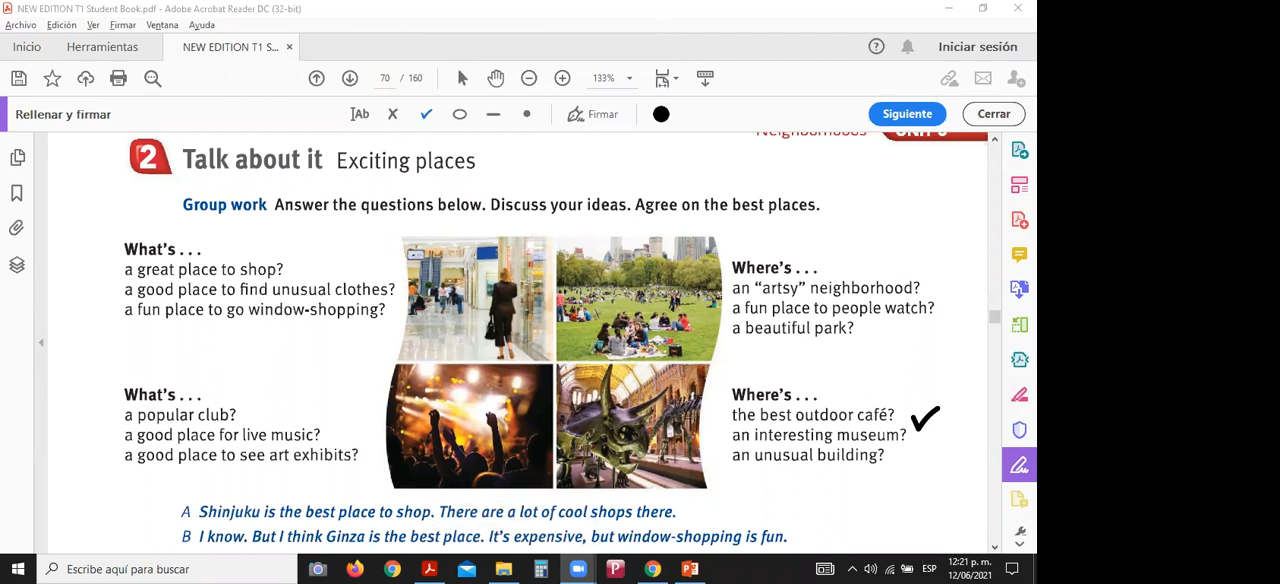 NEW EDITION T1 Student Book.pdf - Adobe Acrobat Reader DC (32-bit)
Archivo Edición Ver Firmar Ventana Ayuda
Inicio Herramientas NEW EDITION T1 S... × Iniciar sesión
70 / 160 133%
Rellenar y firmar Ab Firmar Siguiente Cerrar
Neighborhoods UNIT
2 Talk about it Exciting places
Group work Answer the questions below. Discuss your ideas. Agree on the best places.
What's . . .
a great place to shop?
a good place to find unusual clothes?
a fun place to go window-shopping?
Where's . . .
an “artsy” neighborhood?
a fun place to people watch?
a beautiful park?
What's . . .
a popular club?
a good place for live music?
a good place to see art exhibits?
Where's . . .
the best outdoor café?
an interesting museum?
an unusual building?
A Shinjuku is the best place to shop. There are a lot of cool shops there.
B I know. But I think Ginza is the best place. It's expensive, but window-shopping is fun.
Escribe aquí para buscar
ESP
12:21 p. m.
12/06/2021